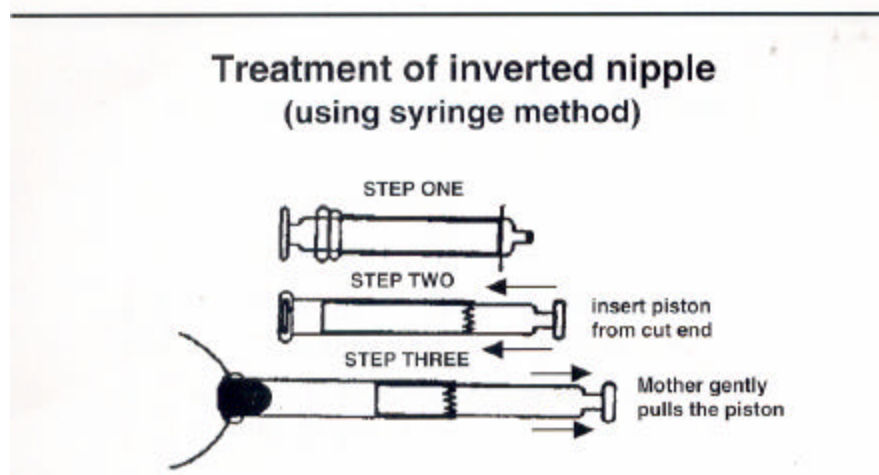 Treatment of inverted nipple
(using syringe method)
STEP ONE
STEP TWO
insert piston
from cut end
STEP THREE
Mother gently
pulls the piston